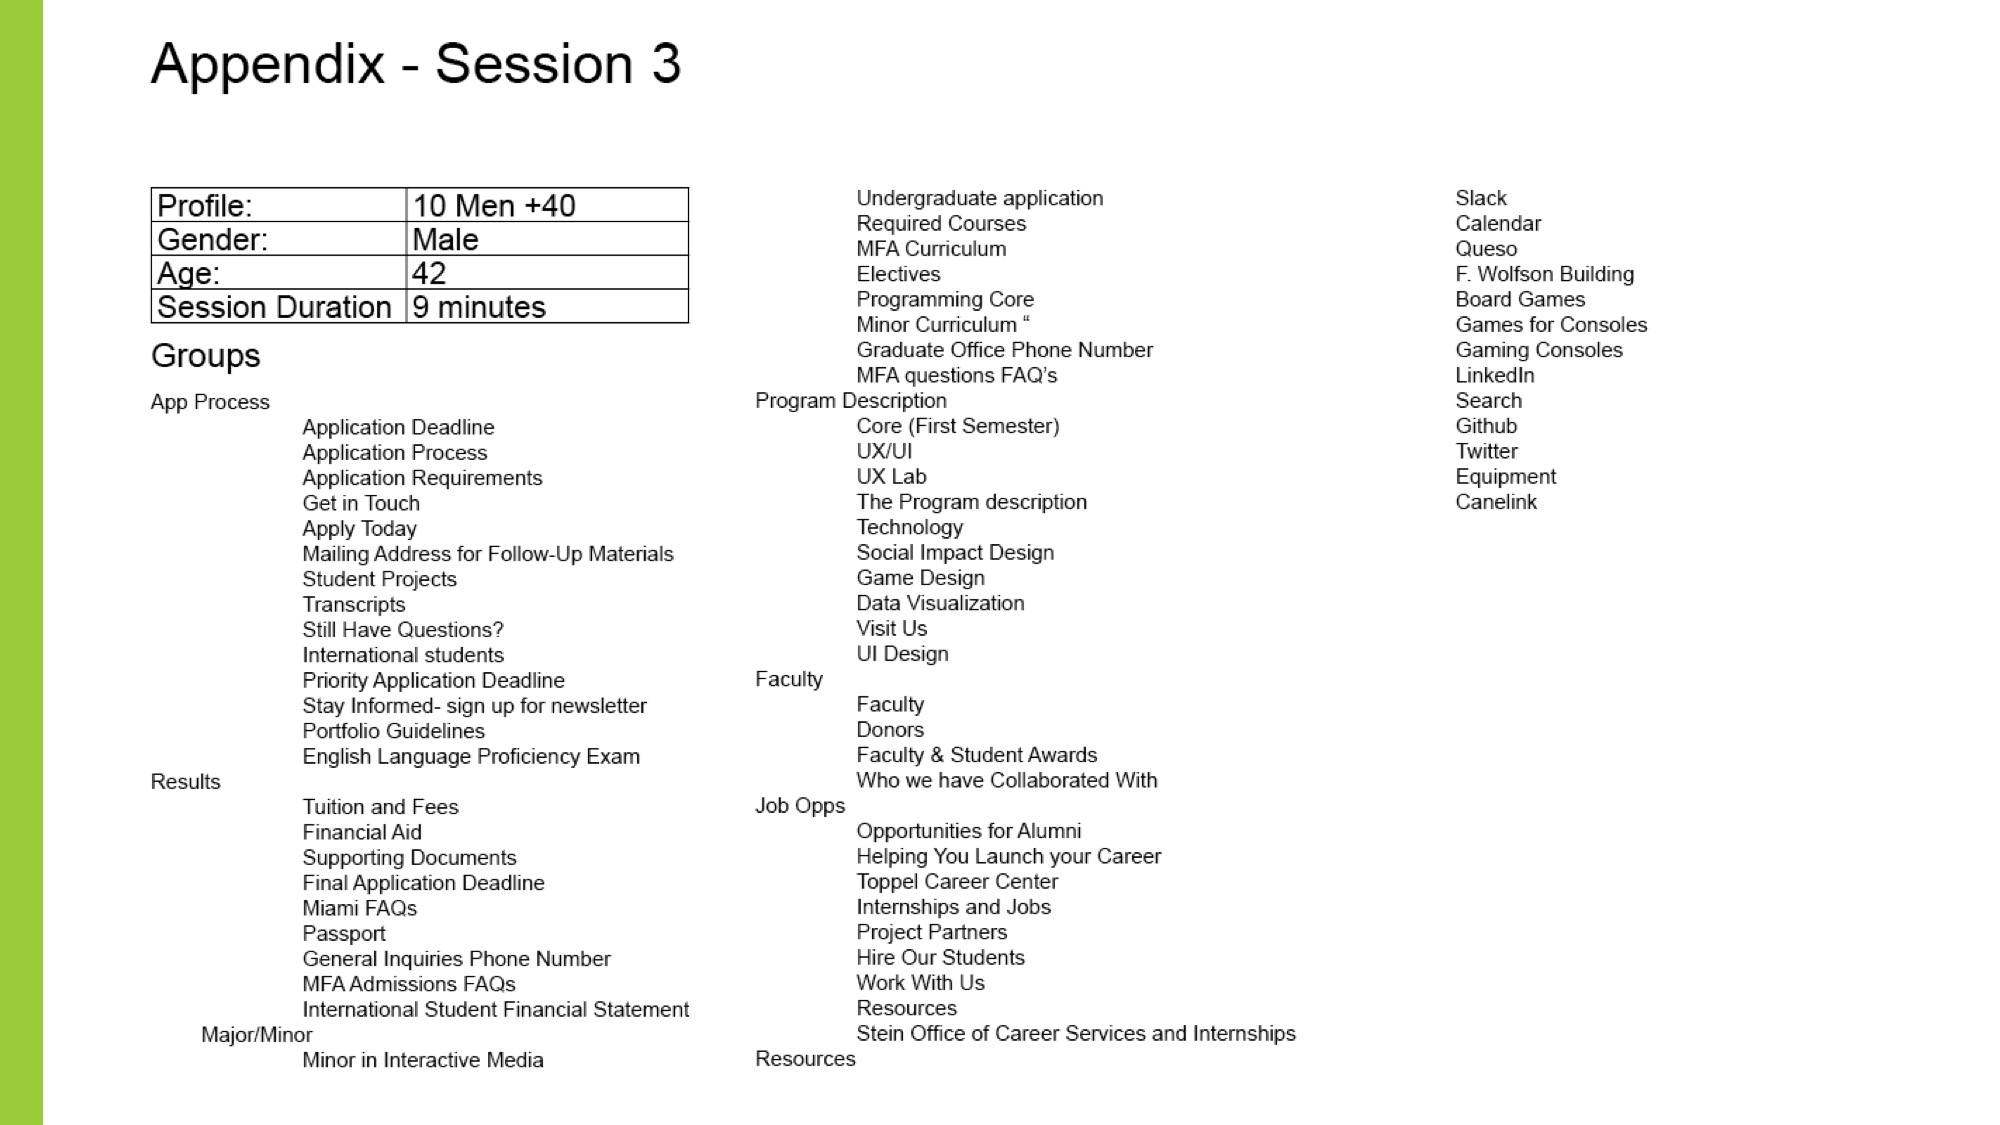 Appendix - Session 3
Profile: 10 Men +40
Gender: Male
Age: 42
Session Duration 9 minutes
Groups
App Process
Application Deadline
Application Process
Application Requirements
Get in Touch
Apply Today
Mailing Address for Follow-Up Materials
Student Projects
Transcripts
Still Have Questions?
International students
Priority Application Deadline
Stay Informed- sign up for newsletter
Portfolio Guidelines
English Language Proficiency Exam
Results
Tuition and Fees
Financial Aid
Supporting Documents
Final Application Deadline
Miami FAQs
Passport
General Inquiries Phone Number
MFA Admissions FAQs
International Student Financial Statement
Major/Minor
Minor in Interactive Media
Undergraduate application
Required Courses
MFA Curriculum
Electives
Programming Core
Minor Curriculum “
Graduate Office Phone Number
MFA questions FAQ’s
Program Description
Core (First Semester)
UX/UI
UX Lab
The Program description
Technology
Social Impact Design
Game Design
Data Visualization
Visit Us
UI Design
Faculty
Faculty
Donors
Faculty & Student Awards
Who we have Collaborated With
Job Opps
Opportunities for Alumni
Helping You Launch your Career
Toppel Career Center
Internships and Jobs
Project Partners
Hire Our Students
Work With Us
Resources
Stein Office of Career Services and Internships
Resources
Slack
Calendar
Queso
F. Wolfson Building
Board Games
Games for Consoles
Gaming Consoles
LinkedIn
Search
Github
Twitter
Equipment
Canelink